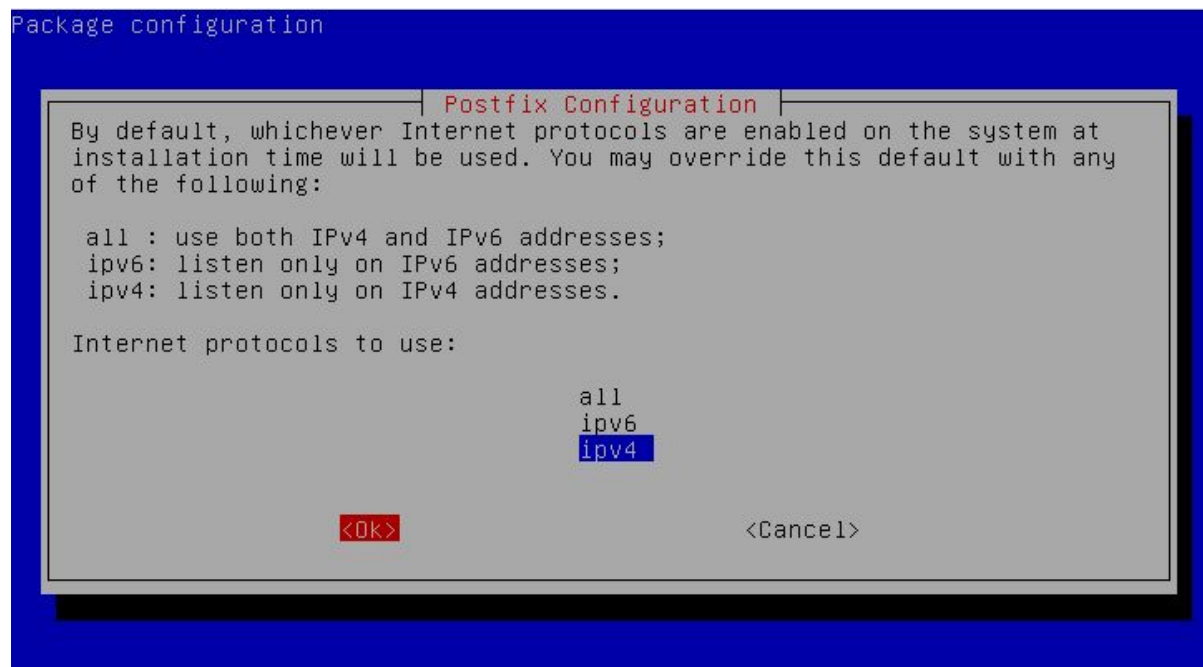 Package configuration
Postfix Configuration
By default, whichever Internet protocols are enabled on the system at
installation time will be used. You may override this default with any
of the following:
all : use both IPv4 and IPv6 addresses;
ipv6: listen only on IPv6 addresses;
ipv4: listen only on IPv4 addresses.
Internet protocols to use:
all
ipv6
ipv4
<Ok> <Cancel>